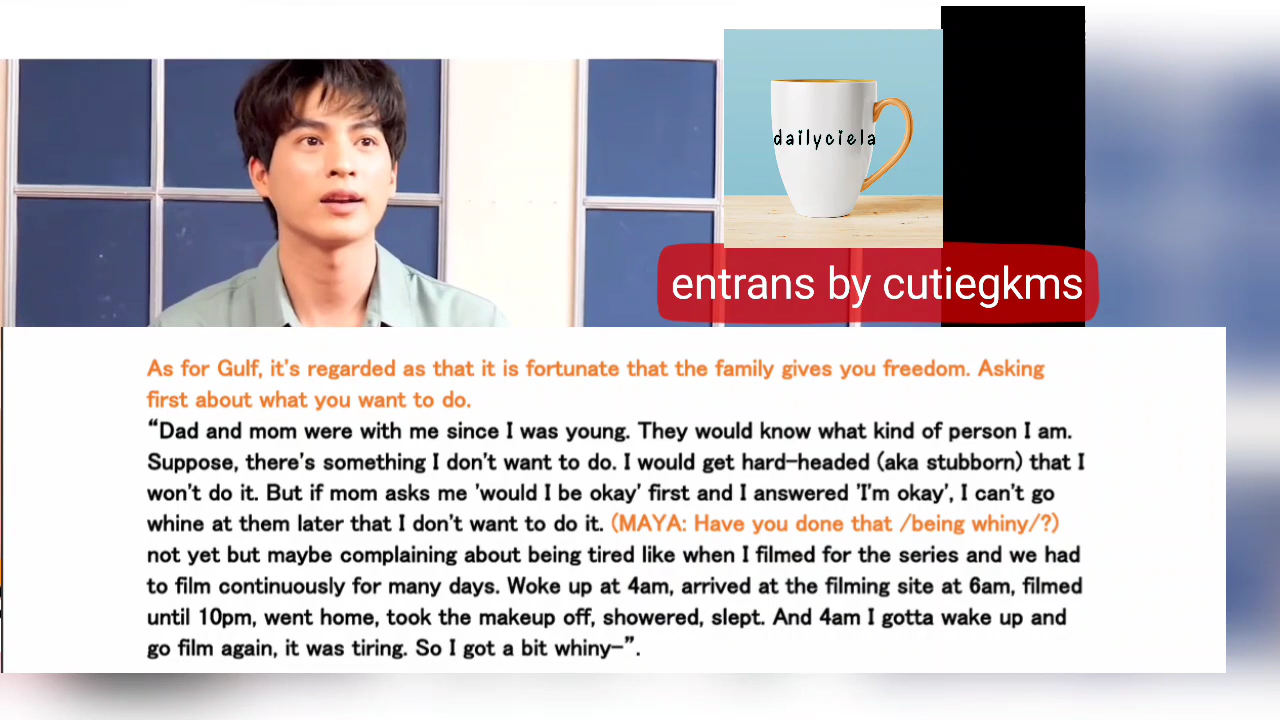 dailyciela
entrans by cutiegkms
As for Gulf, it's regarded as that it is fortunate that the family gives you freedom. Asking
first about what you want to do.
“Dad and mom were with me since I was young. They would know what kind of person I am.
Suppose, there's something I don't want to do. I would get hard-headed (aka stubborn) that I
won't do it. But if mom asks me 'would I be okay' first and I answered 'I'm okay', I can't go
whine at them later that I don't want to do it. (MAYA: Have you done that /being whiny/?)
not yet but maybe complaining about being tired like when I filmed for the series and we had
to film continuously for many days. Woke up at 4am, arrived at the filming site at 6am, filmed
until 10pm, went home, took the makeup off, showered, slept. And 4am I gotta wake up and
go film again, it was tiring. So I got a bit whiny-”.